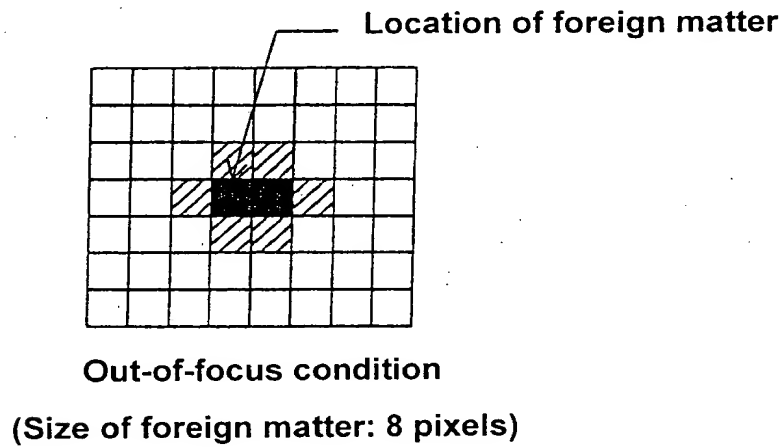 Location of foreign matter
Out-of-focus condition
(Size of foreign matter: 8 pixels)